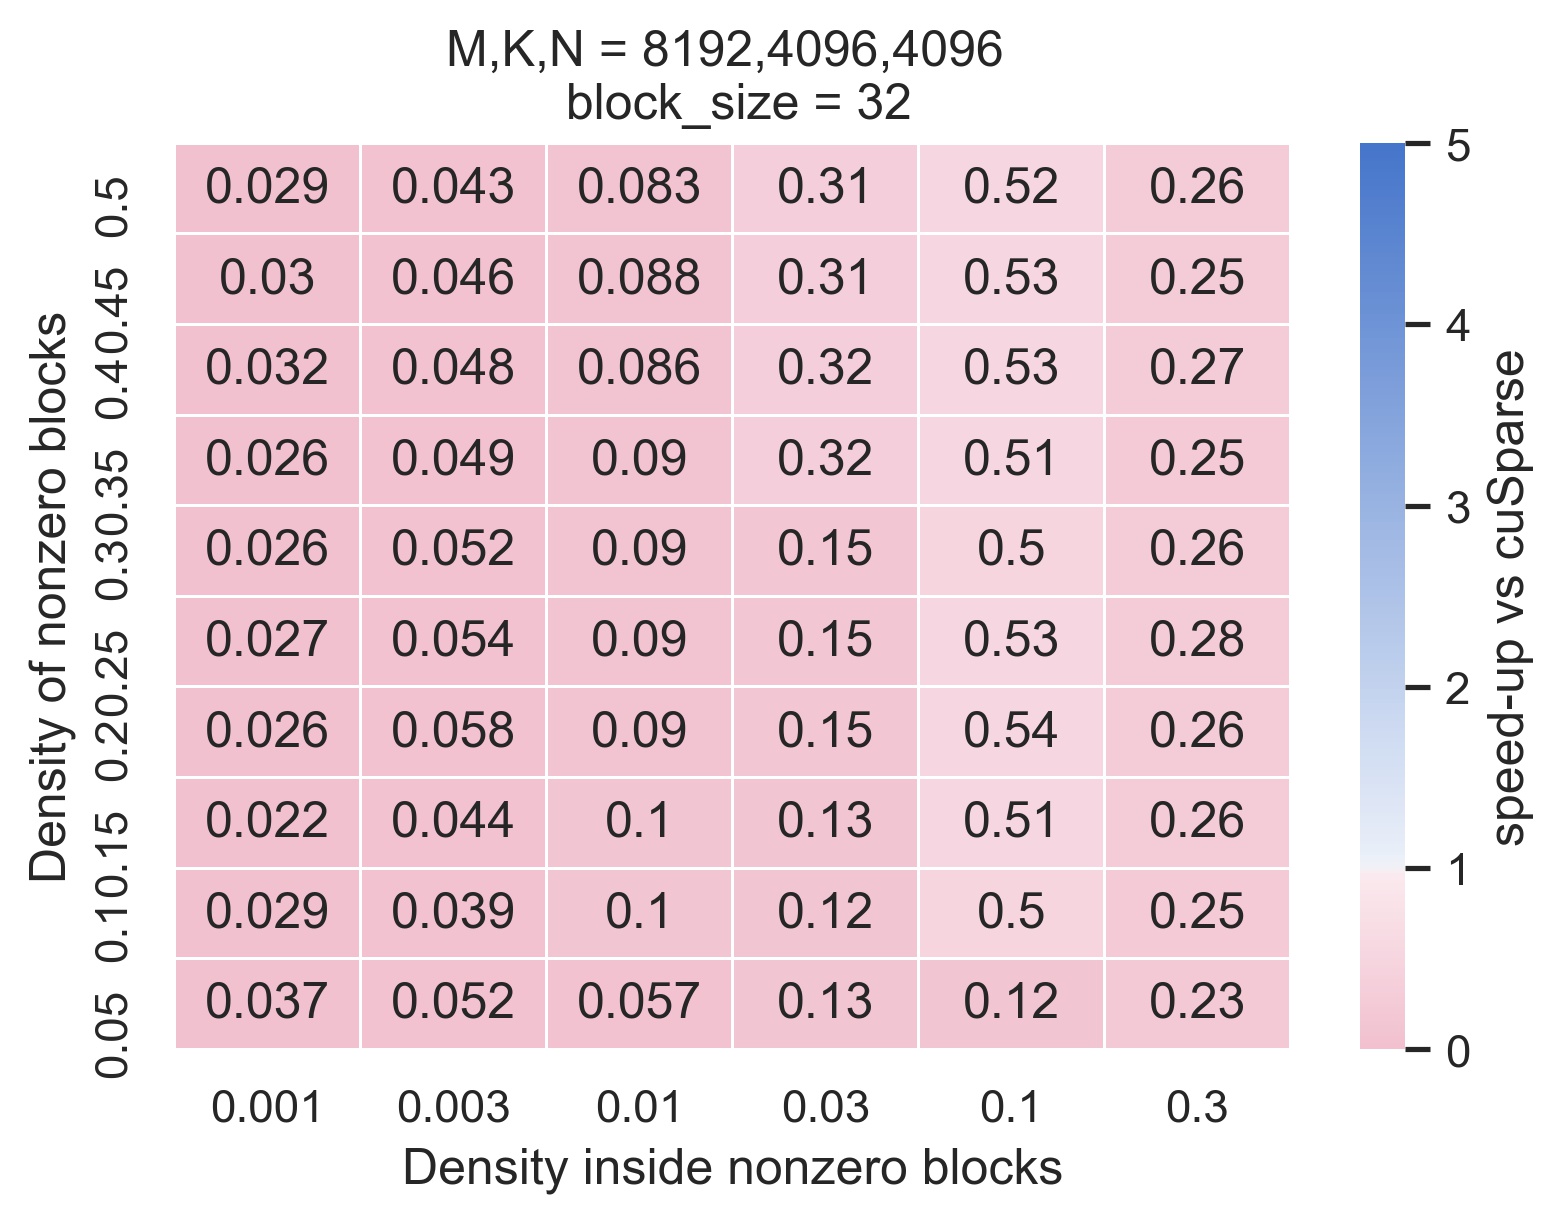 M,K,N = 8192,4096,4096
block_size = 32
Density of nonzero blocks
0.5 0.029 0.043 0.083 0.31 0.52 0.26
0.45 0.03 0.046 0.088 0.31 0.53 0.25
0.4 0.032 0.048 0.086 0.32 0.53 0.27
0.35 0.026 0.049 0.09 0.32 0.51 0.25
0.3 0.026 0.052 0.09 0.15 0.5 0.26
0.25 0.027 0.054 0.09 0.15 0.53 0.28
0.2 0.026 0.058 0.09 0.15 0.54 0.26
0.15 0.022 0.044 0.1 0.13 0.51 0.26
0.1 0.029 0.039 0.1 0.12 0.5 0.25
0.05 0.037 0.052 0.057 0.13 0.12 0.23
0.001 0.003 0.01 0.03 0.1 0.3
Density inside nonzero blocks
5
4
3
2
1
0
speed-up vs cuSparse